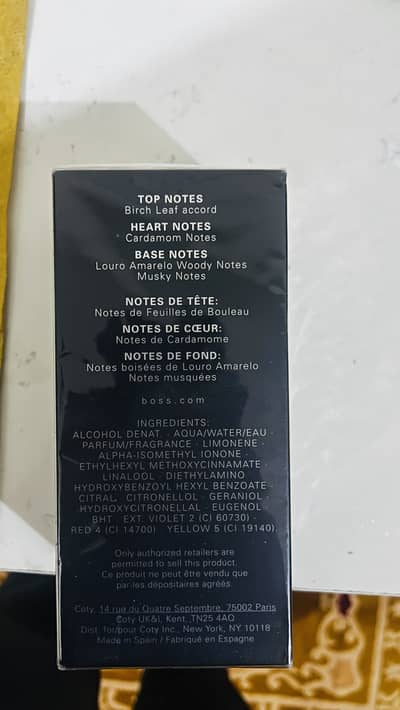 TOP NOTES
Birch Leaf accord
HEART NOTES
Cardamom Notes
BASE NOTES
Louro Amarelo Woody Notes
Musky Notes
NOTES DE TÊTE:
Notes de Feuilles de Bouleau
NOTES DE CŒUR:
Notes de Cardamome
NOTES DE FOND:
Notes boisées de Louro Amarelo
Notes musquées
boss.com
INGREDIENTS:
ALCOHOL DENAT. · AQUA/WATER/EAU ·
PARFUM/FRAGRANCE · LIMONENE ·
ALPHA-ISOMETHYL IONONE ·
ETHYLHEXYL METHOXYCINNAMATE ·
LINALOOL · DIETHYLAMINO
HYDROXYBENZOYL HEXYL BENZOATE ·
CITRAL · CITRONELLOL · GERANIOL ·
HYDROXYCITRONELLAL · EUGENOL
BHT · EXT. VIOLET 2 (CI 60730) ·
RED 4 (CI 14700) · YELLOW 5 (CI 19140).
Only authorized retailers are
permitted to sell this product.
Ce produit ne peut être vendu que
par les dépositaires agréés.
Coty, 14 rue du Quatre Septembre, 75002 Paris
Coty UK&I, Kent, TN25 4AQ
Dist. for/pour Coty Inc., New York, NY 10118
Made in Spain / Fabriqué en Espagne